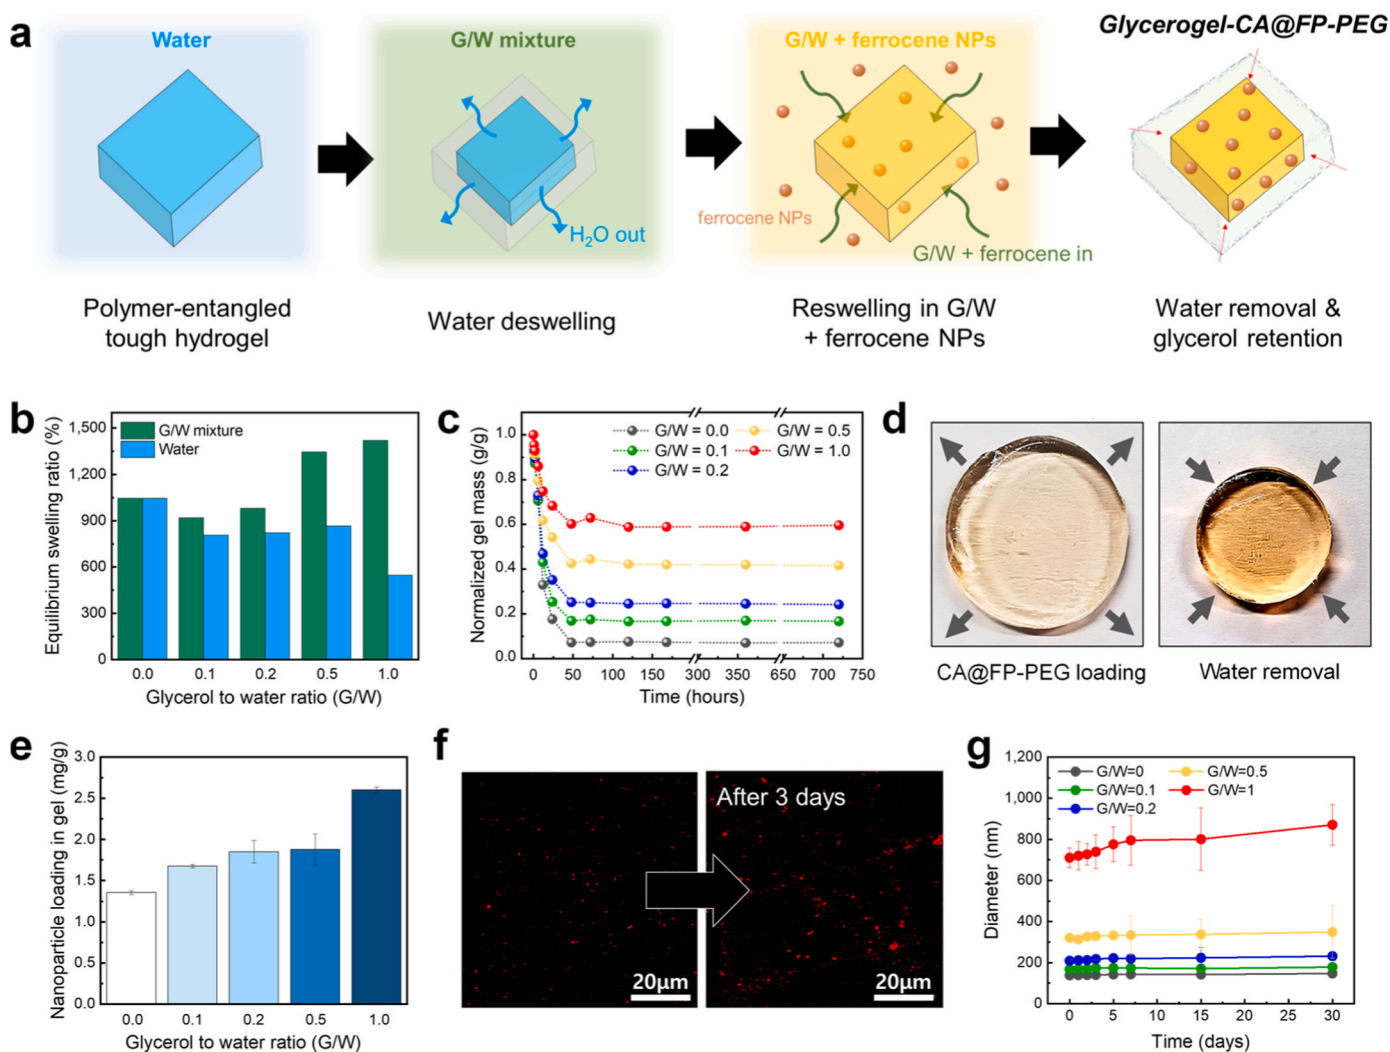 a
Water
G/W mixture
G/W + ferrocene NPs
Glycerogel-CA@FP-PEG
H2O out
ferrocene NPs
G/W + ferrocene in
Polymer-entangled
tough hydrogel
Water deswelling
Reswelling in G/W
+ ferrocene NPs
Water removal &
glycerol retention
b
Equilibrium swelling ratio (%)
1,500
1,200
900
600
300
0
G/W mixture
Water
0.0 0.1 0.2 0.5 1.0
Glycerol to water ratio (G/W)
c
Normalized gel mass (g/g)
1.0
0.8
0.6
0.4
0.2
0.0
G/W = 0.0
G/W = 0.1
G/W = 0.2
G/W = 0.5
G/W = 1.0
0 50 100 150 200 300 350 650 700 750
Time (hours)
d
CA@FP-PEG loading
Water removal
e
Nanoparticle loading in gel (mg/g)
3.0
2.5
2.0
1.5
1.0
0.5
0.0
0.0 0.1 0.2 0.5 1.0
Glycerol to water ratio (G/W)
f
After 3 days
20μm
20μm
g
Diameter (nm)
1,200
1,000
800
600
400
200
0
G/W=0
G/W=0.1
G/W=0.2
G/W=0.5
G/W=1
0 5 10 15 20 25 30
Time (days)